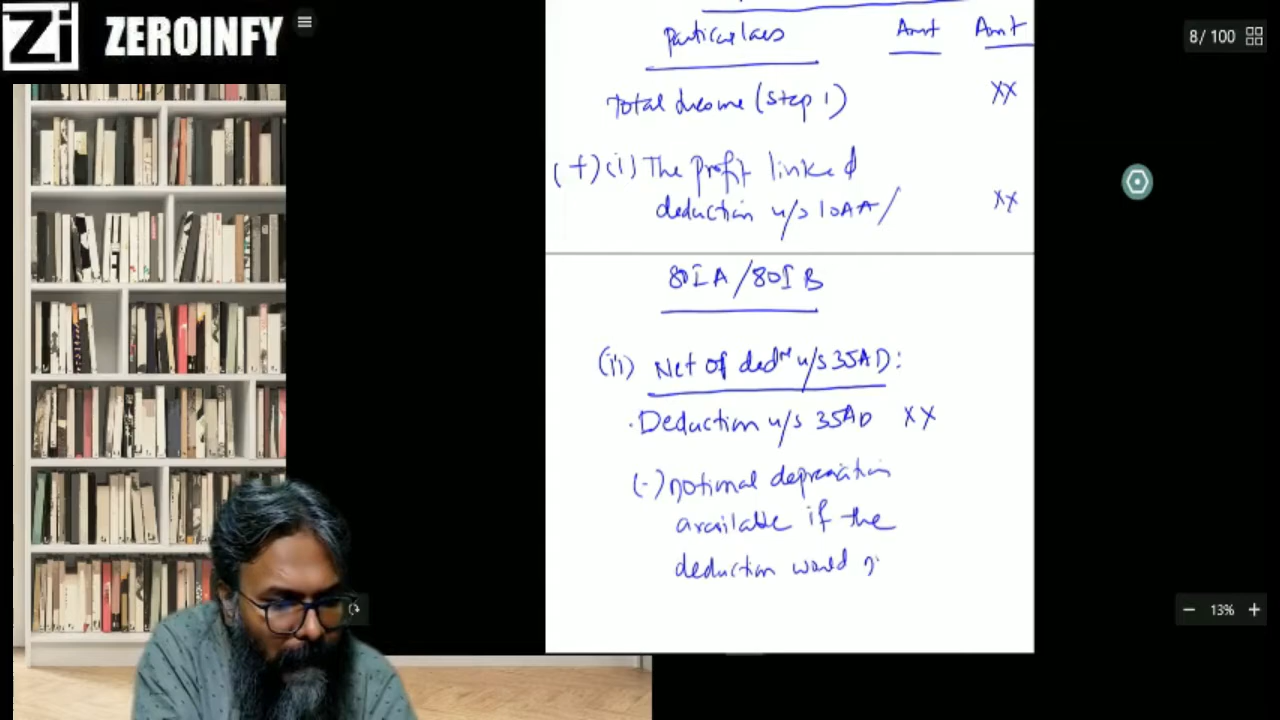 Zi ZEROINFY
8 / 100
Particulars Amt Amt
Total Income (Step 1) XX
(+) (i) The Profit linked
deduction u/s 10AA/ XX
80IA/80IB
(ii) Net of dedn u/s 35AD:
. Deduction u/s 35AD XX
(-) notional depreciation
available if the
deduction would
13%